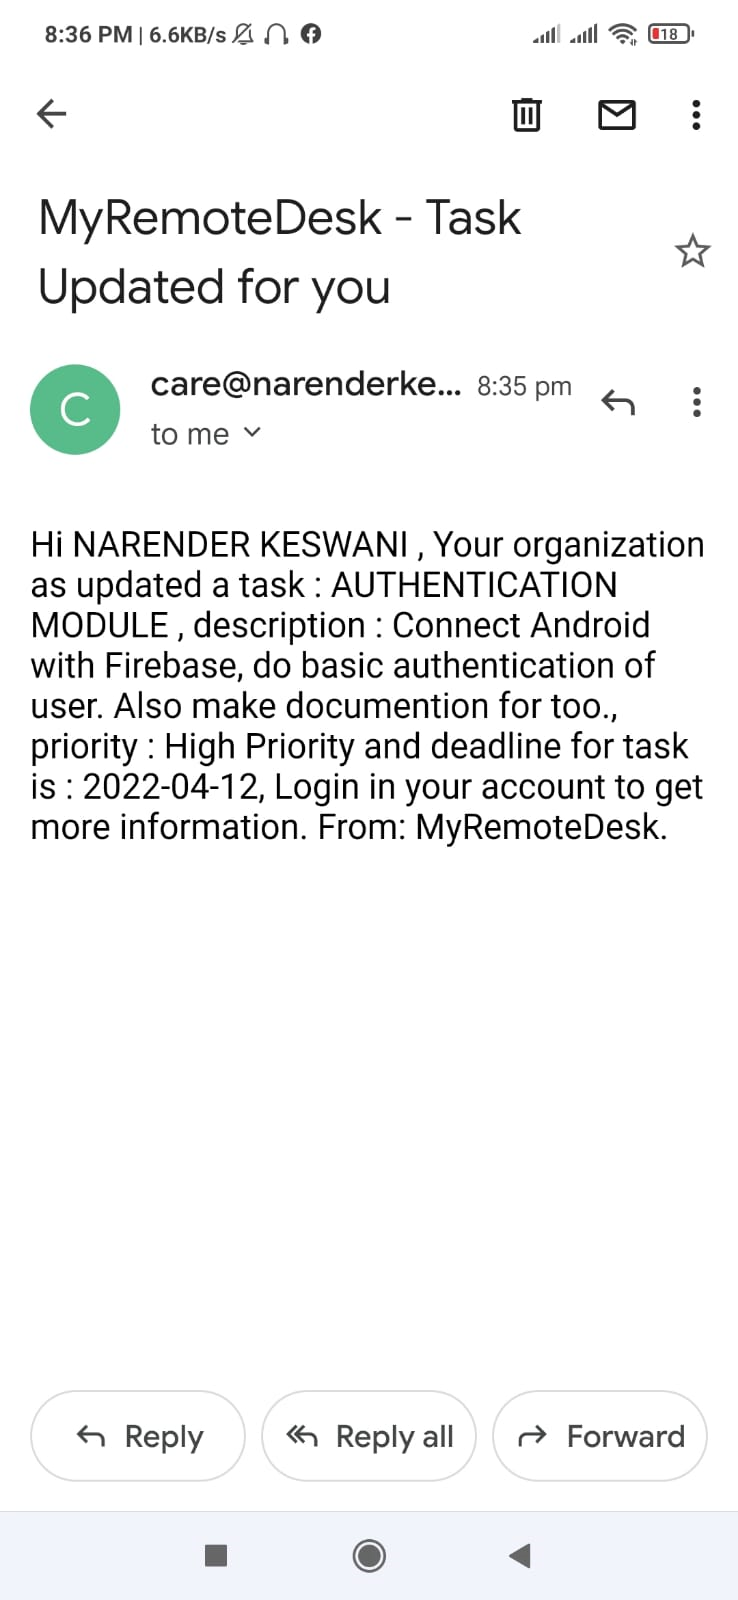 8:36 PM | 6.6KB/s
18
MyRemoteDesk - Task
Updated for you
C
care@narenderke... 8:35 pm
to me
Hi NARENDER KESWANI , Your organization
as updated a task : AUTHENTICATION
MODULE , description : Connect Android
with Firebase, do basic authentication of
user. Also make documention for too.,
priority : High Priority and deadline for task
is : 2022-04-12, Login in your account to get
more information. From: MyRemoteDesk.
Reply Reply all Forward